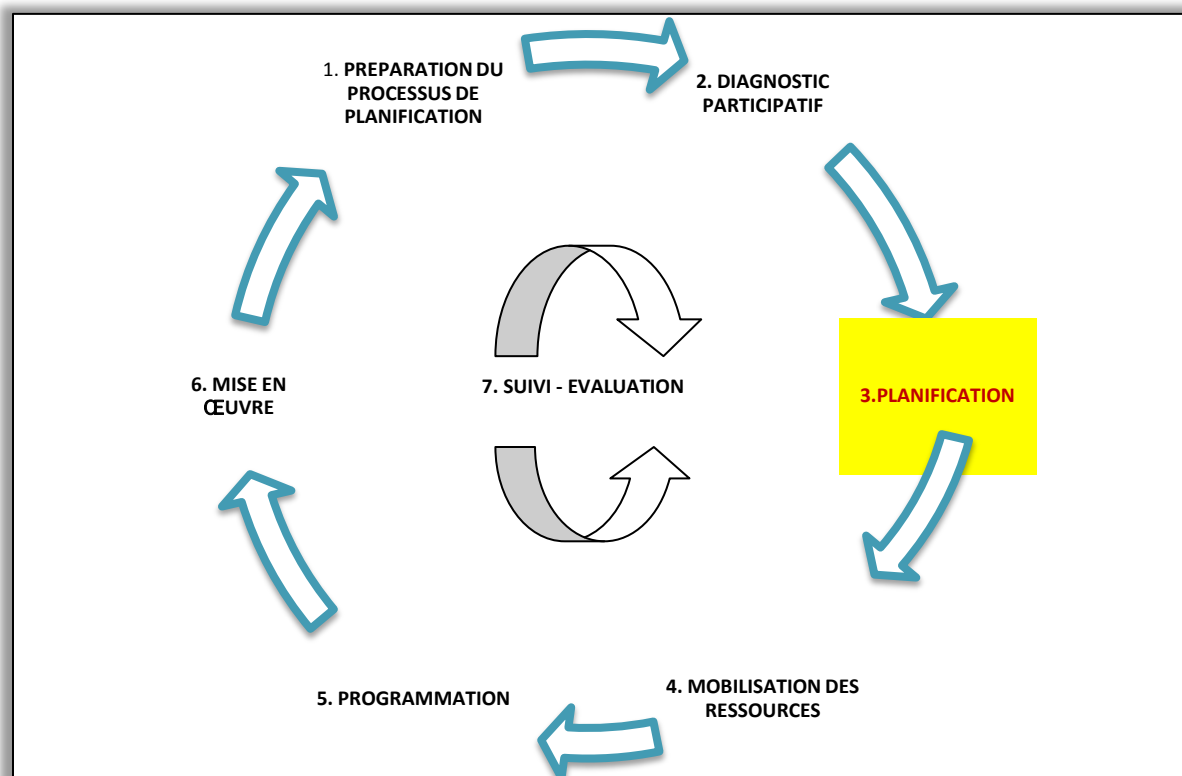 1. PREPARATION DU
PROCESSUS DE
PLANIFICATION
2. DIAGNOSTIC
PARTICIPATIF
3.PLANIFICATION
4. MOBILISATION DES
RESSOURCES
5. PROGRAMMATION
6. MISE EN
ŒUVRE
7. SUIVI - EVALUATION